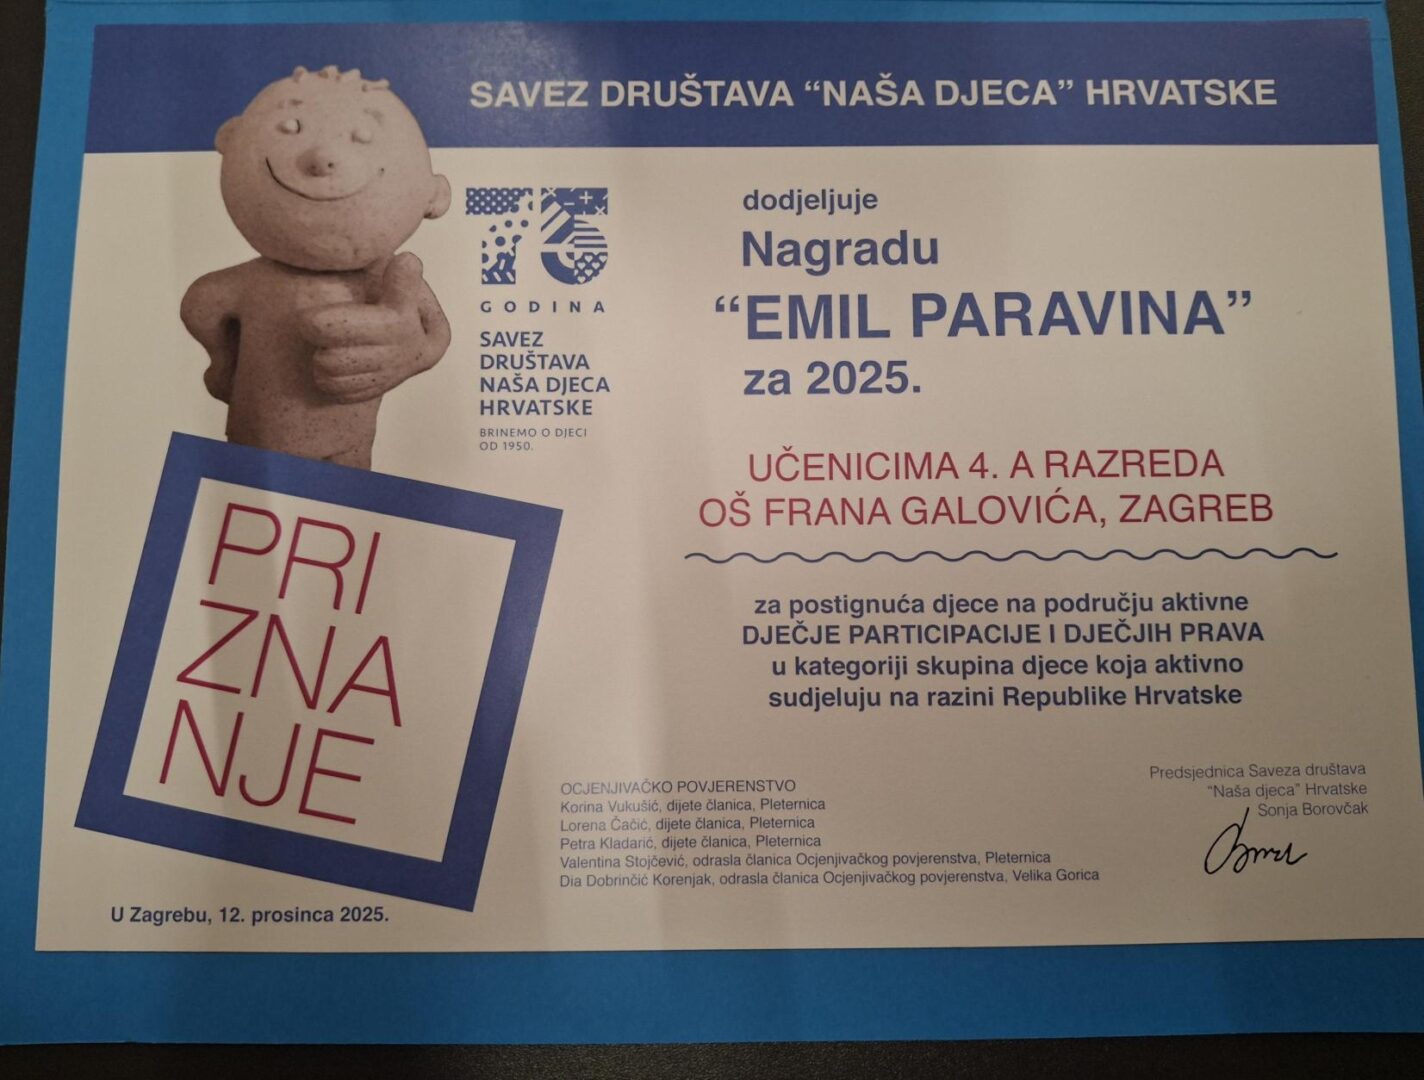 SAVEZ DRUŠTAVA “NAŠA DJECA” HRVATSKE
75
GODINA
SAVEZ
DRUŠTAVA
NAŠA DJECA
HRVATSKE
BRINEMO O DJECI
OD 1950.
dodjeljuje
Nagradu
“EMIL PARAVINA”
za 2025.
UČENICIMA 4. A RAZREDA
OŠ FRANA GALOVIĆA, ZAGREB
za postignuća djece na području aktivne
DJEČJE PARTICIPACIJE I DJEČJIH PRAVA
u kategoriji skupina djece koja aktivno
sudjeluju na razini Republike Hrvatske
PRI
ZNA
NJE
OCJENJIVAČKO POVJERENSTVO
Korina Vukušić, dijete članica, Pleternica
Lorena Čačić, dijete članica, Pleternica
Petra Kladarić, dijete članica, Pleternica
Valentina Stojčević, odrasla članica Ocjenjivačkog povjerenstva, Pleternica
Dia Dobrinčić Korenjak, odrasla članica Ocjenjivačkog povjerenstva, Velika Gorica
Predsjednica Saveza društava
“Naša djeca” Hrvatske
Sonja Borovčak
U Zagrebu, 12. prosinca 2025.